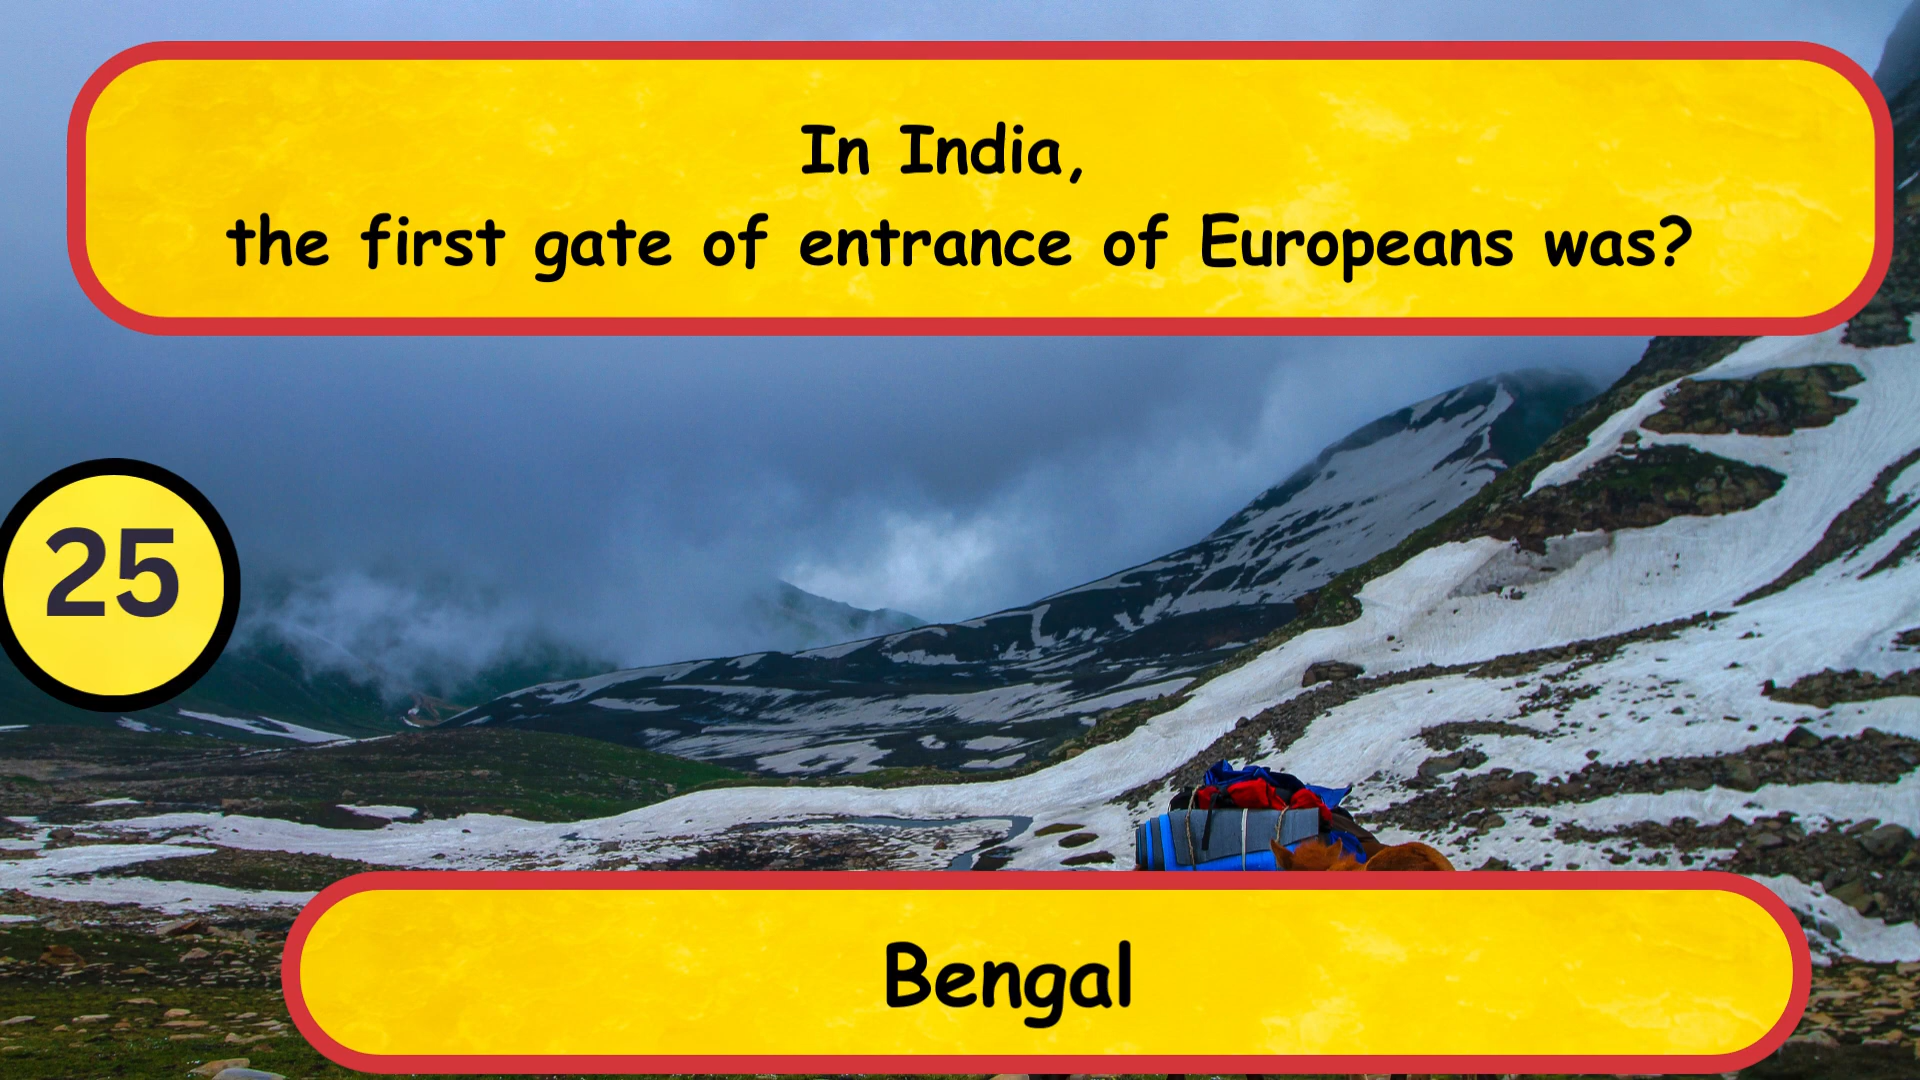 In India,
the first gate of entrance of Europeans was?
25
Bengal